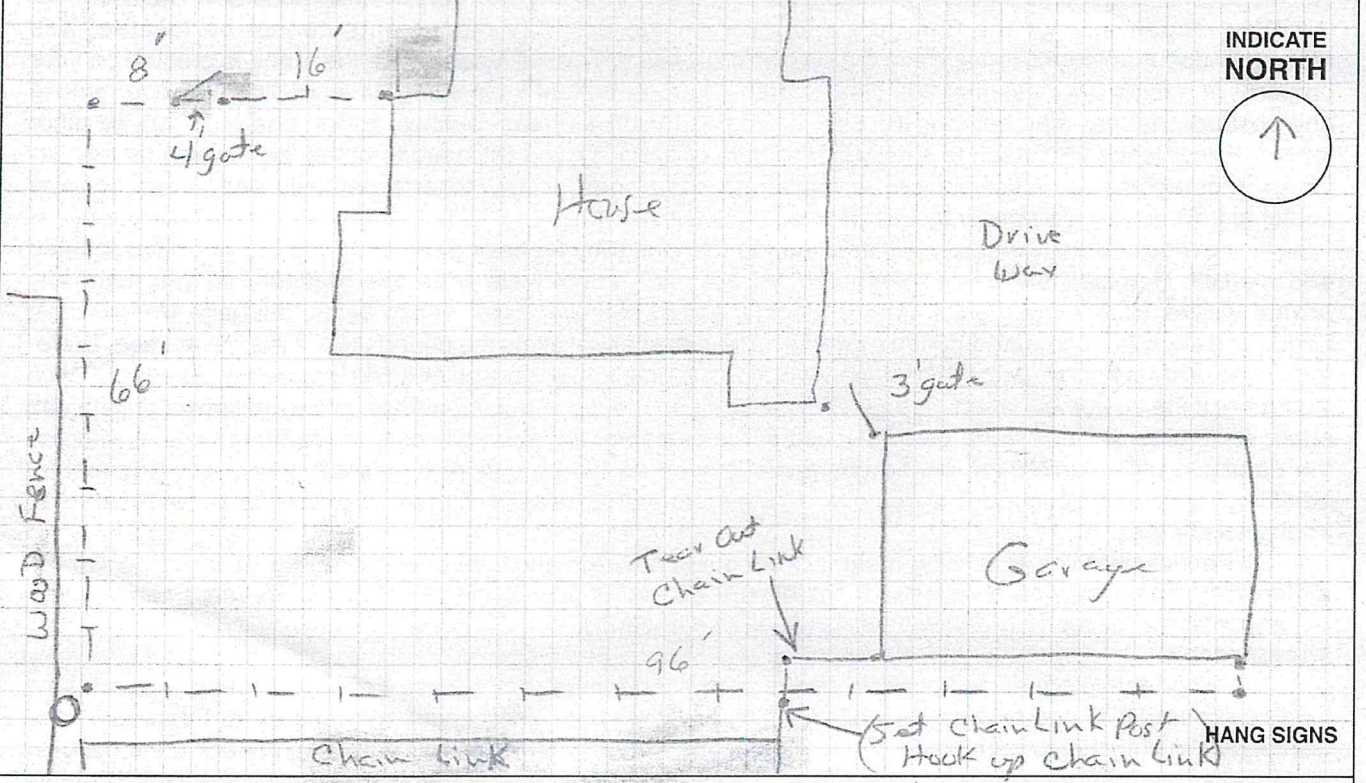 INDICATE
NORTH
8'
16'
4' gate
House
Drive
Way
66'
3' gate
WOOD Fence
Tear Out
Chain Link
Garage
96'
(Set Chain Link Post
Hook up Chain Link)
HANG SIGNS
Chain Link